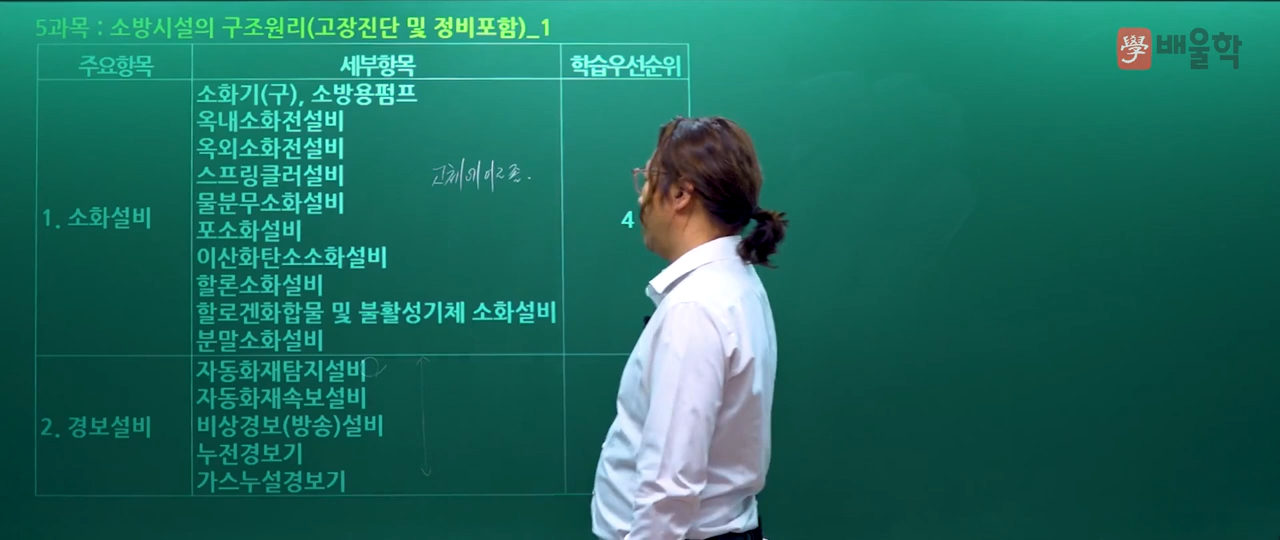 5과목 : 소방시설의 구조원리(고장진단 및 정비포함)_1
學 배울학
주요항목 세부항목 학습우선순위
소화기(구), 소방용펌프
옥내소화전설비
옥외소화전설비
스프링클러설비 고체에어로졸.
물분무소화설비
1. 소화설비 4
포소화설비
이산화탄소소화설비
할론소화설비
할로겐화합물 및 불활성기체 소화설비
분말소화설비
자동화재탐지설비
자동화재속보설비
2. 경보설비 비상경보(방송)설비
누전경보기
가스누설경보기